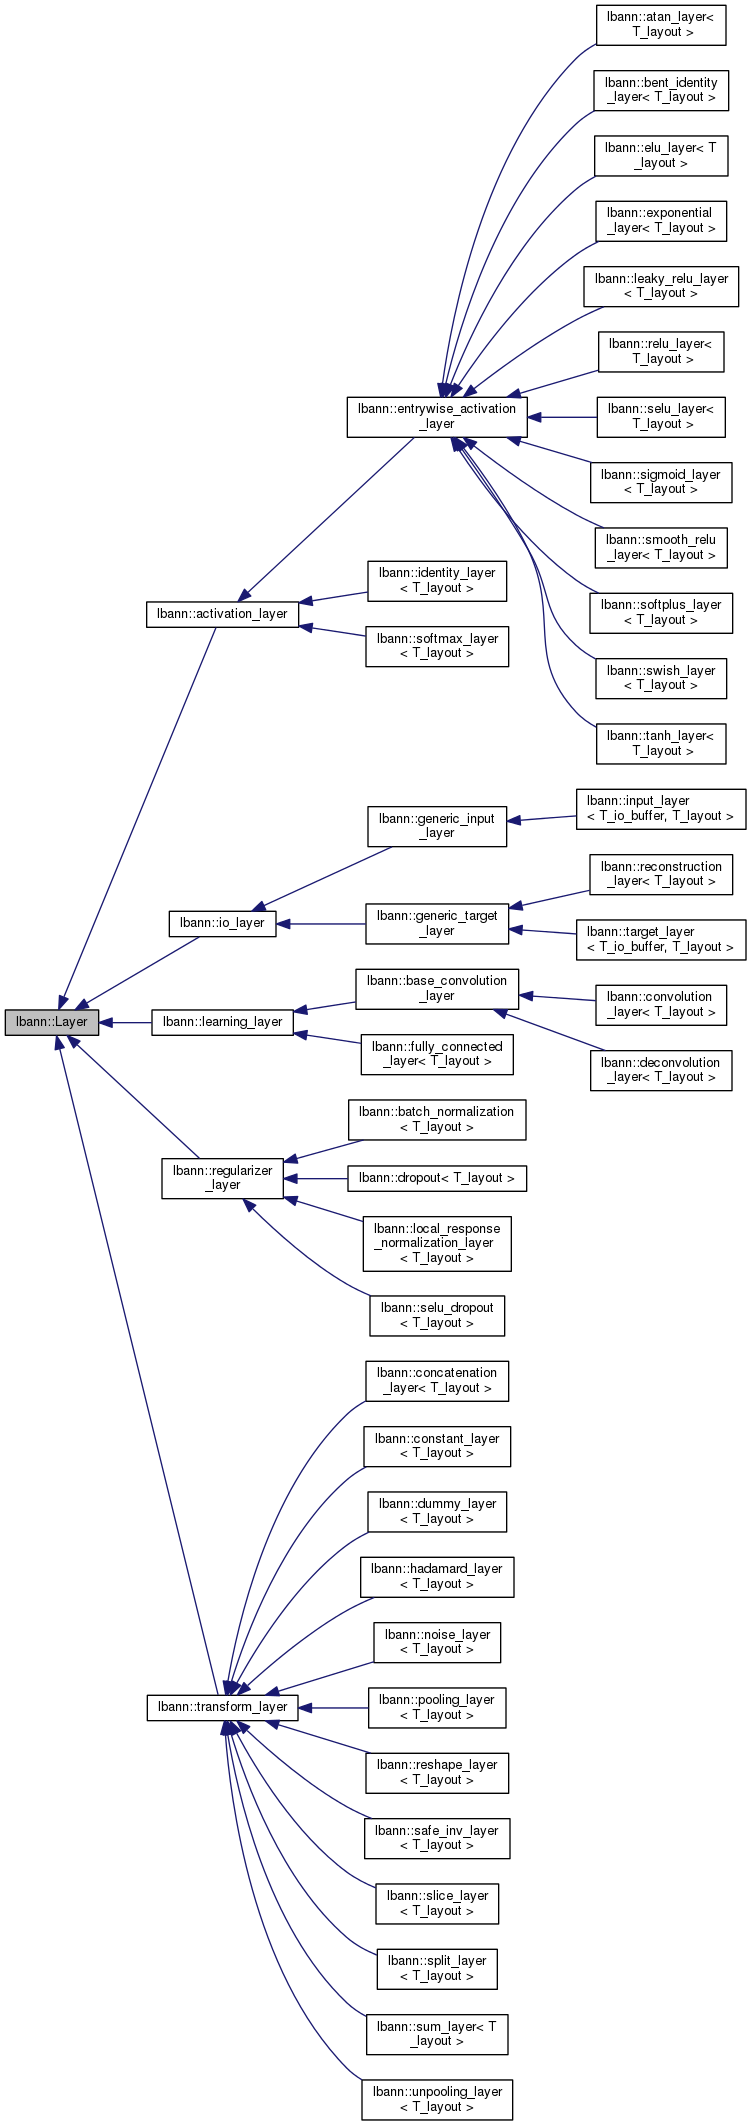 lbann::atan_layer<
T_layout >
lbann::bent_identity
_layer< T_layout >
lbann::elu_layer< T
_layout >
lbann::exponential
_layer< T_layout >
lbann::leaky_relu_layer
< T_layout >
lbann::relu_layer<
T_layout >
lbann::entrywise_activation
_layer
lbann::selu_layer<
T_layout >
lbann::sigmoid_layer
< T_layout >
lbann::smooth_relu
_layer< T_layout >
lbann::identity_layer
< T_layout >
lbann::activation_layer
lbann::softplus_layer
< T_layout >
lbann::softmax_layer
< T_layout >
lbann::swish_layer
< T_layout >
lbann::tanh_layer<
T_layout >
lbann::generic_input
_layer
lbann::input_layer
< T_io_buffer, T_layout >
lbann::reconstruction
_layer< T_layout >
lbann::io_layer
lbann::generic_target
_layer
lbann::target_layer
< T_io_buffer, T_layout >
lbann::base_convolution
_layer
lbann::convolution
_layer< T_layout >
lbann::Layer
lbann::learning_layer
lbann::fully_connected
_layer< T_layout >
lbann::deconvolution
_layer< T_layout >
lbann::batch_normalization
< T_layout >
lbann::regularizer
_layer
lbann::dropout< T_layout >
lbann::local_response
_normalization_layer
< T_layout >
lbann::selu_dropout
< T_layout >
lbann::concatenation
_layer< T_layout >
lbann::constant_layer
< T_layout >
lbann::dummy_layer
< T_layout >
lbann::hadamard_layer
< T_layout >
lbann::noise_layer
< T_layout >
lbann::transform_layer
lbann::pooling_layer
< T_layout >
lbann::reshape_layer
< T_layout >
lbann::safe_inv_layer
< T_layout >
lbann::slice_layer
< T_layout >
lbann::split_layer
< T_layout >
lbann::sum_layer< T
_layout >
lbann::unpooling_layer
< T_layout >